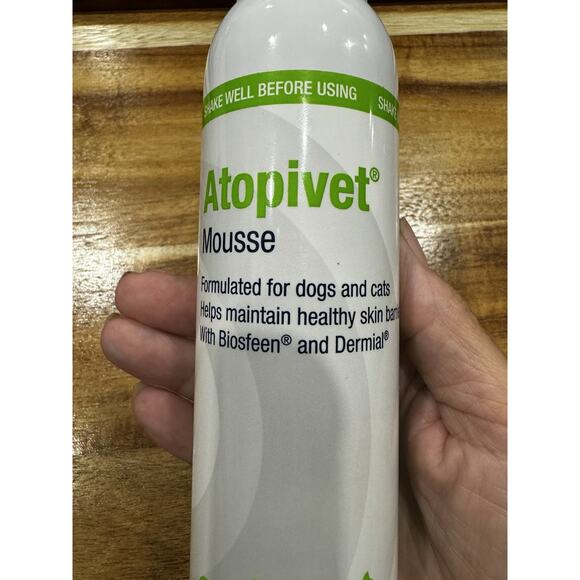 SHAKE WELL BEFORE USING SHAKE
Atopivet®
Mousse
Formulated for dogs and cats
Helps maintain healthy skin
With Biosfeen® and Dermial®